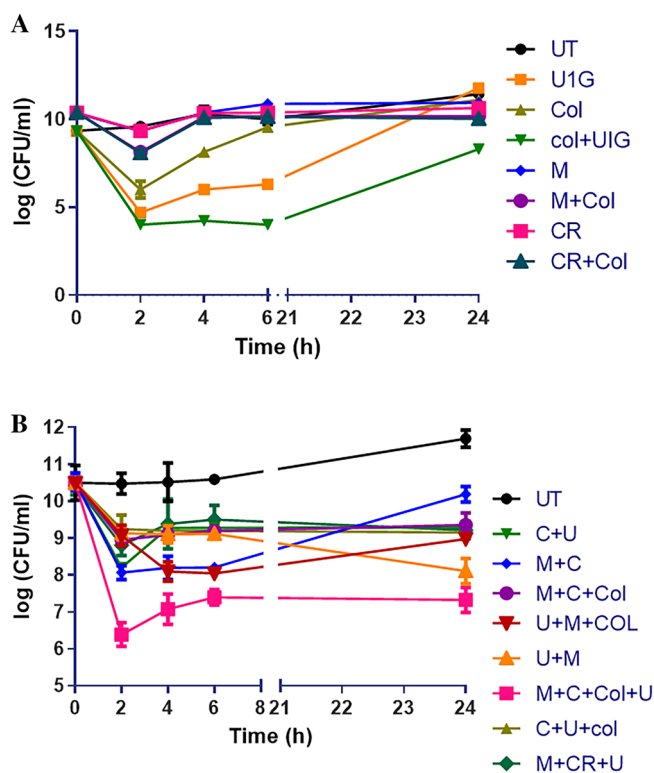 A
15
10
5
0
log (CFU/ml)
0 2 4 6 21 22 23 24
Time (h)
UT
U1G
Col
col+UIG
M
M+Col
CR
CR+Col
B
12
11
10
9
8
7
6
5
log (CFU/ml)
0 2 4 6 8 21 22 23 24
Time (h)
UT
C+U
M+C
M+C+Col
U+M+COL
U+M
M+C+Col+U
C+U+col
M+CR+U